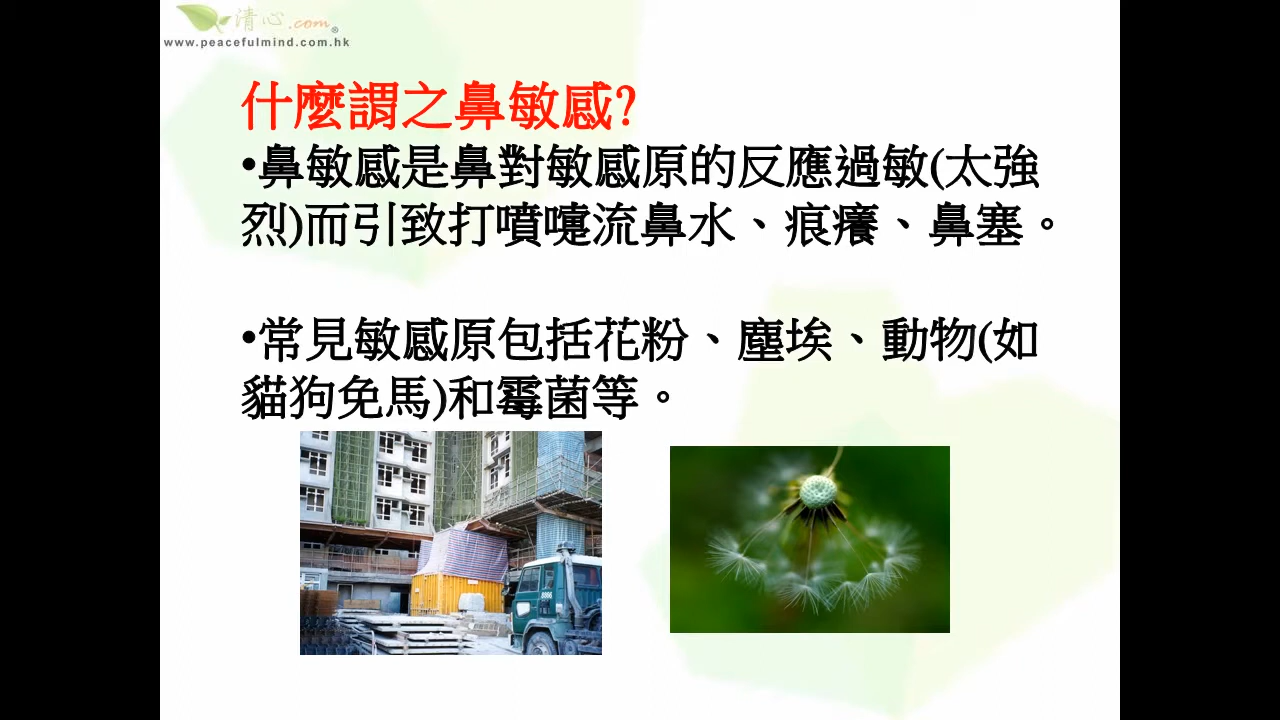 清心.com®
www.peacefulmind.com.hk
什麼謂之鼻敏感?
•鼻敏感是鼻對敏感原的反應過敏(太強
烈)而引致打噴嚏流鼻水、痕癢、鼻塞。
•常見敏感原包括花粉、塵埃、動物(如
貓狗免馬)和霉菌等。
8866